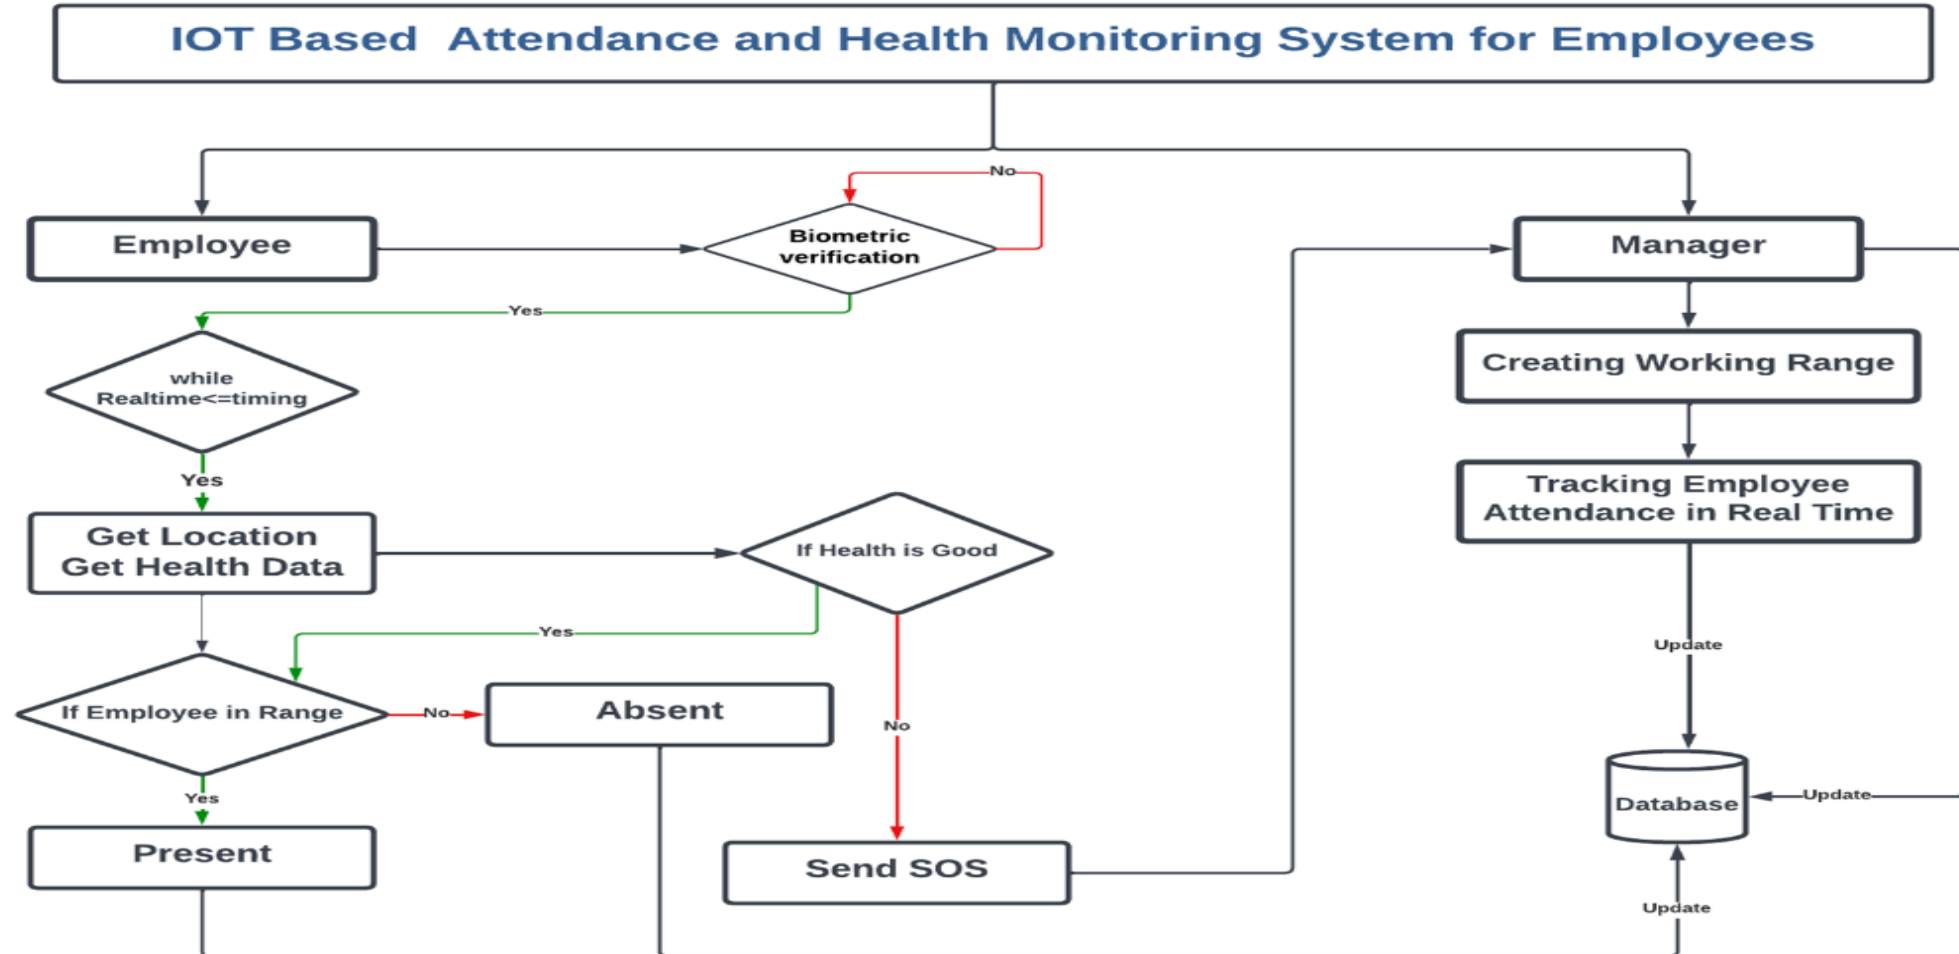 IOT Based  Attendance and Health Monitoring System for Employees
No
Employee
Biometric
verification
Manager
Yes
while
Realtime<=timing
Creating Working Range
Yes
Tracking Employee
Attendance in Real Time
Get Location
Get Health Data
If Health is Good
Yes
Update
If Employee in Range
No
Absent
No
Yes
Database
Update
Present
Send SOS
Update